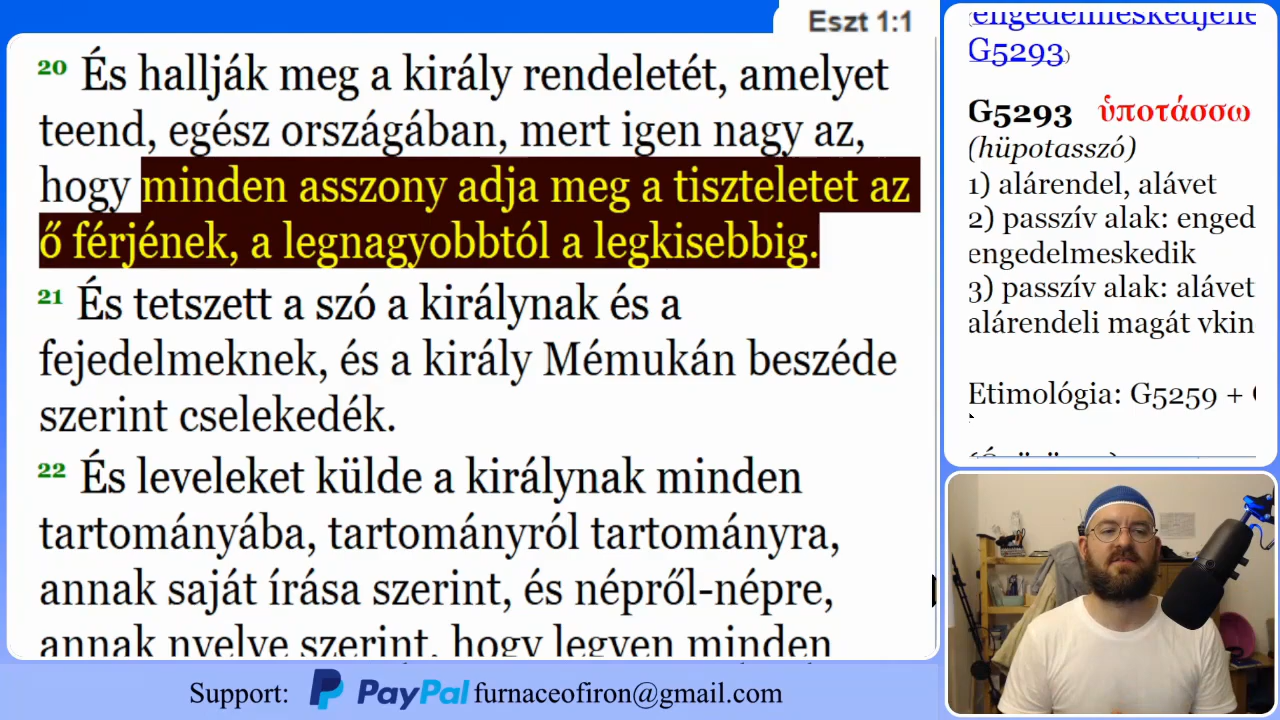 Eszt 1:1
20 És hallják meg a király rendeletét, amelyet
teend, egész országában, mert igen nagy az,
hogy minden asszony adja meg a tiszteletet az
ő férjének, a legnagyobbtól a legkisebbig.
21 És tetszett a szó a királynak és a
fejedelmeknek, és a király Mémukán beszéde
szerint cselekedék.
22 És leveleket külde a királynak minden
tartományába, tartományról tartományra,
annak saját írása szerint, és népről-népre,
annak nyelve szerint, hogy legyen minden
engedelmeskedjene
G5293)
G5293 ὑποτάσσω
(hüpotasszó)
1) alárendel, alávet
2) passzív alak: enged
engedelmeskedik
3) passzív alak: alávet
alárendeli magát vkin
Etimológia: G5259 +
Support: PayPal furnaceofiron@gmail.com